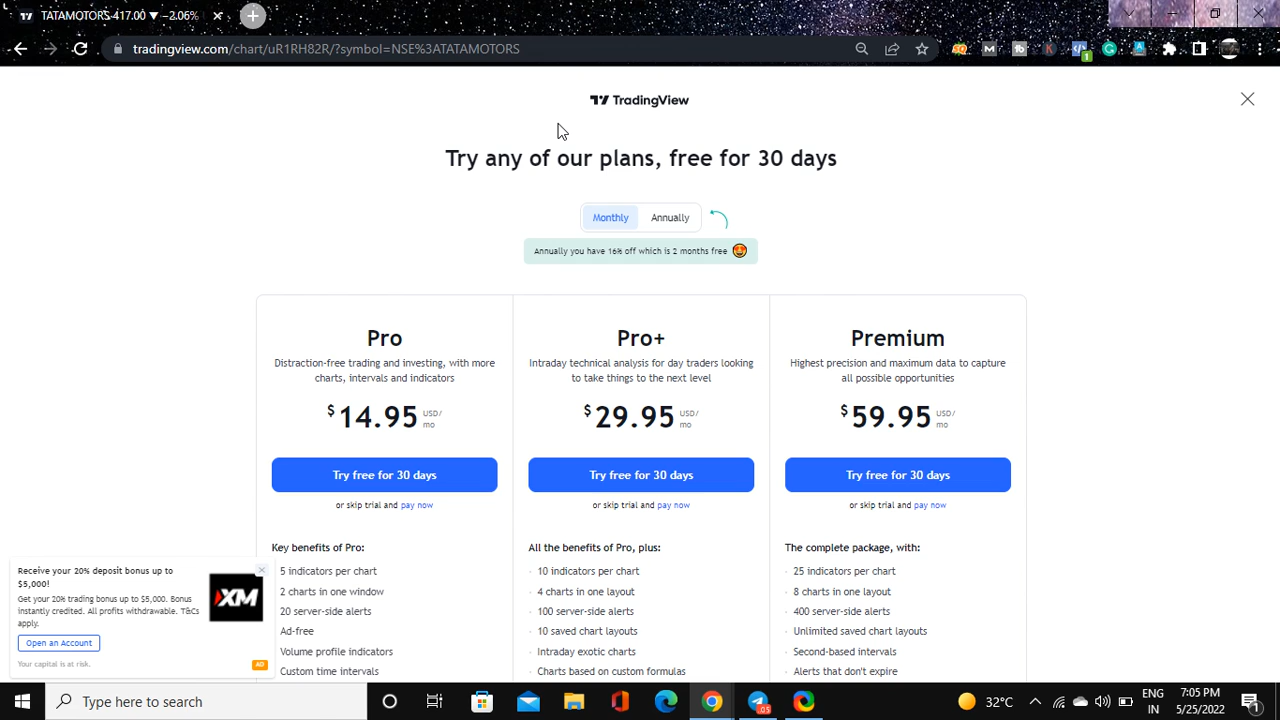 TATAMOTORS 417.00 ▼ −2.06%
tradingview.com/chart/uR1RH82R/?symbol=NSE%3ATATAMOTORS
TradingView
Try any of our plans, free for 30 days
Monthly Annually
Annually you have 16% off which is 2 months free
Pro
Distraction-free trading and investing, with more
charts, intervals and indicators
$14.95 USD/
mo
Try free for 30 days
or skip trial and pay now
Key benefits of Pro:
5 indicators per chart
2 charts in one window
20 server-side alerts
Ad-free
Volume profile indicators
Custom time intervals
Pro+
Intraday technical analysis for day traders looking
to take things to the next level
$29.95 USD/
mo
Try free for 30 days
or skip trial and pay now
All the benefits of Pro, plus:
10 indicators per chart
4 charts in one layout
100 server-side alerts
10 saved chart layouts
Intraday exotic charts
Charts based on custom formulas
Premium
Highest precision and maximum data to capture
all possible opportunities
$59.95 USD/
mo
Try free for 30 days
or skip trial and pay now
The complete package, with:
25 indicators per chart
8 charts in one layout
400 server-side alerts
Unlimited saved chart layouts
Second-based intervals
Alerts that don't expire
Receive your 20% deposit bonus up to
$5,000!
Get your 20% trading bonus up to $5,000. Bonus
instantly credited. All profits withdrawable. T&Cs
apply.
XM
Open an Account
Your capital is at risk.
AD
Type here to search
32°C
ENG
IN
7:05 PM
5/25/2022